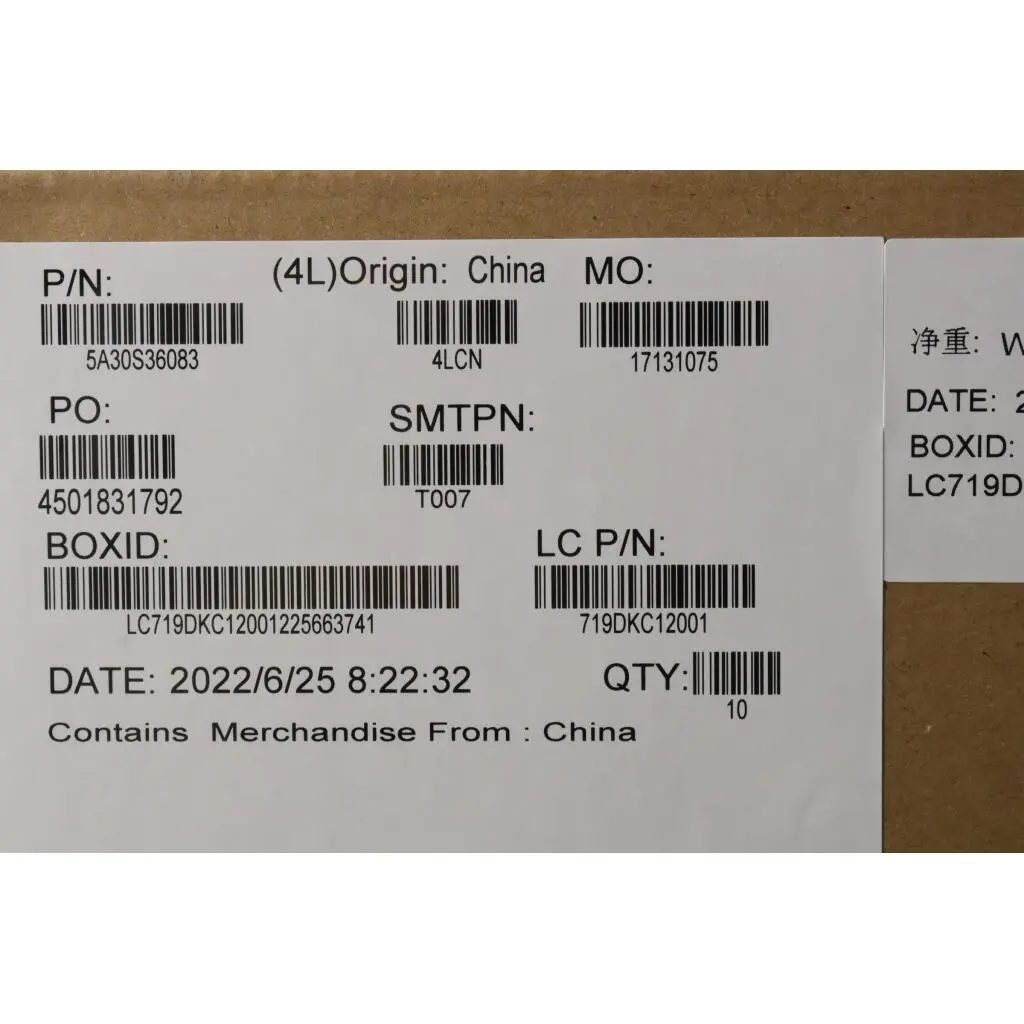 P/N:
(4L)Origin: China
MO:
5A30S36083
4LCN
17131075
PO:
SMTPN:
4501831792
T007
BOXID:
LC P/N:
LC719DKC12001225663741
719DKC12001
DATE: 2022/6/25 8:22:32
QTY:
10
Contains Merchandise From : China
净重:
DATE:
BOXID:
LC719D